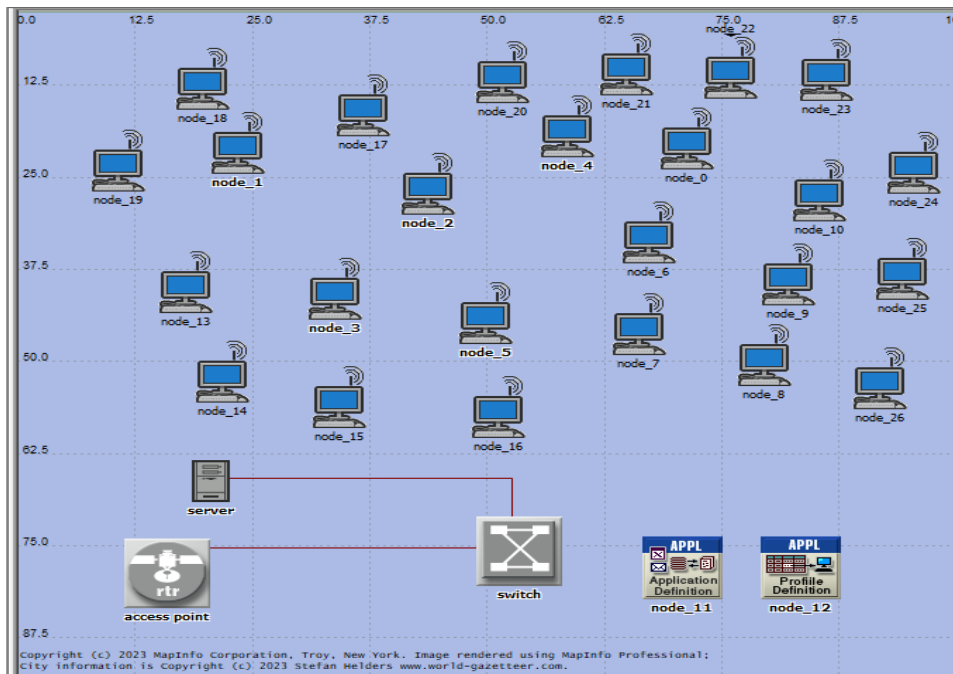 0.0 12.5 25.0 37.5 50.0 62.5 75.0 87.5 10
node_22
12.5
node_18
node_20
node_21
node_23
node_17
node_4
node_0
node_1
25.0
node_19
node_2
node_24
node_10
37.5
node_6
node_13
node_3
node_9
node_25
node_5
50.0
node_7
node_14
node_8
node_26
node_15
node_16
62.5
server
75.0
APPL
Application
Definition
APPL
Profile
Definition
rtr
switch
node_11
node_12
access point
87.5
Copyright (c) 2023 MapInfo Corporation, Troy, New York. Image rendered using MapInfo Professional;
City information is Copyright (c) 2023 Stefan Helders www.world-gazetteer.com.